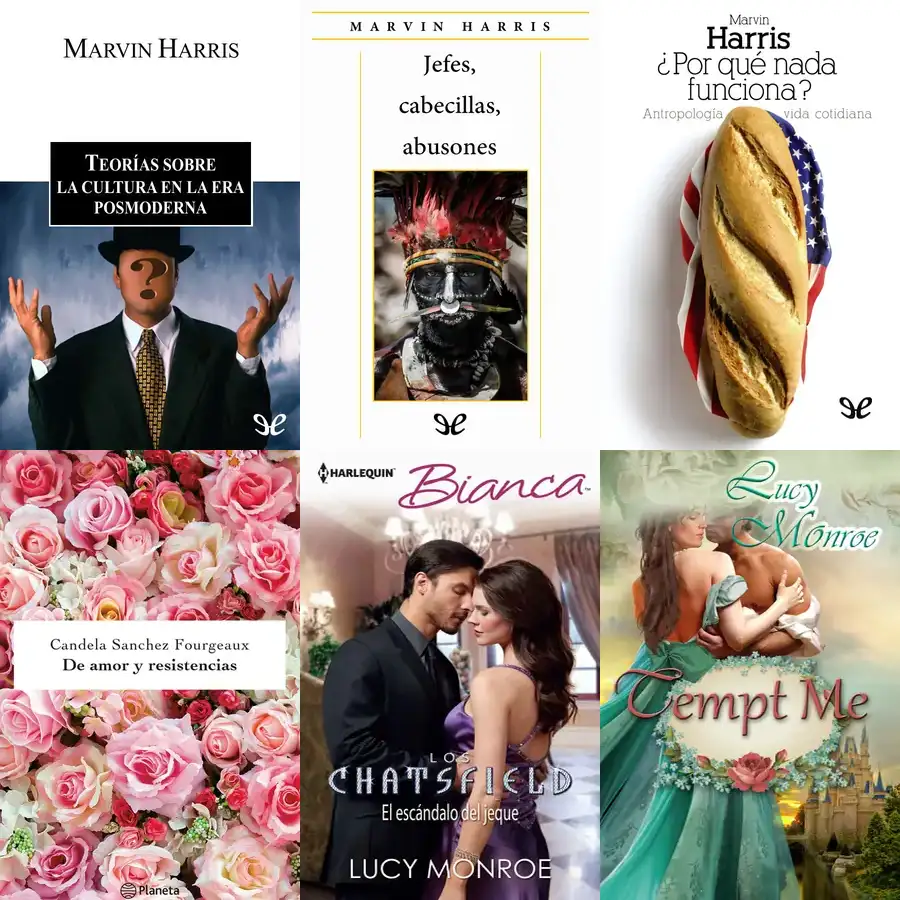 MARVIN HARRIS
TEORÍAS SOBRE
LA CULTURA EN LA ERA
POSMODERNA
?
MARVIN HARRIS
Jefes,
cabecillas,
abusones
Marvin
Harris
¿Por qué nada
funciona?
Antropología vida cotidiana
Candela Sanchez Fourgeaux
De amor y resistencias
Planeta
HARLEQUIN™
Bianca™
LOS
CHATSFIELD
El escándalo del jeque
LUCY MONROE
Lucy
Monroe
Tempt Me